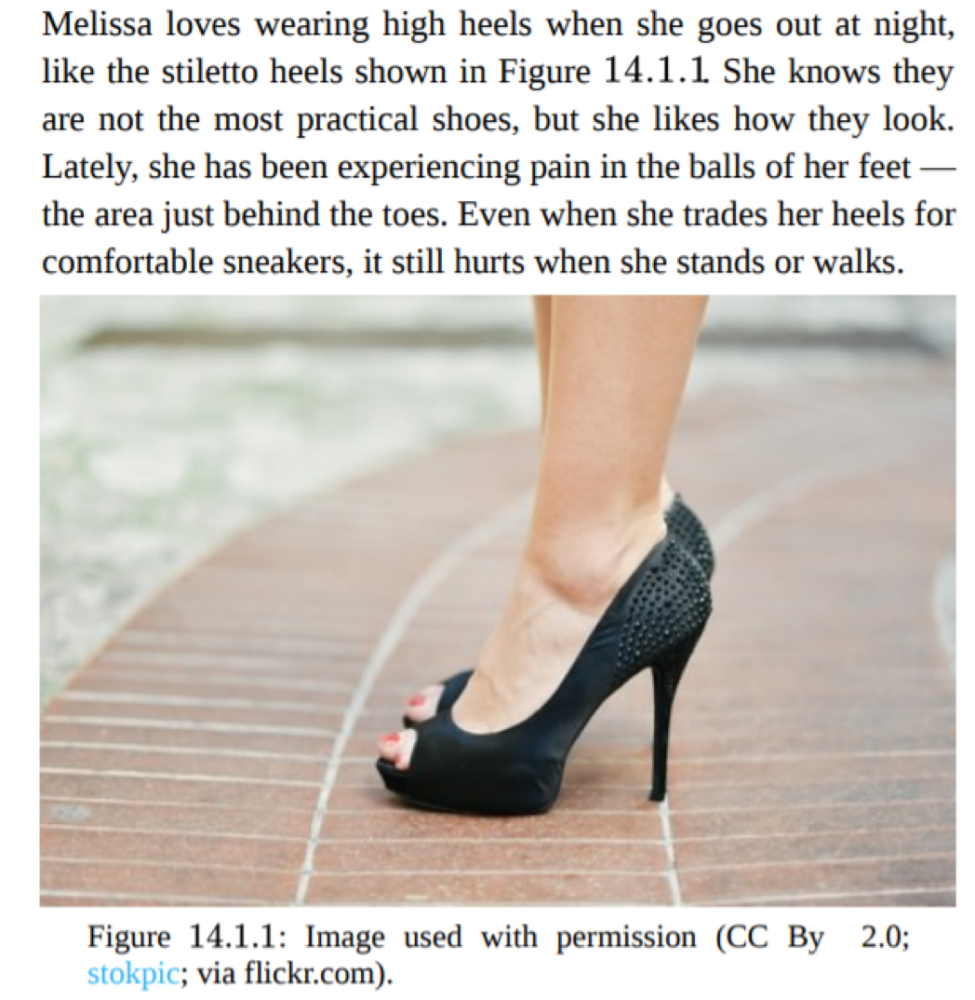 Melissa loves wearing high heels when she goes out at night,
like the stiletto heels shown in Figure 14.1.1. She knows they
are not the most practical shoes, but she likes how they look.
Lately, she has been experiencing pain in the balls of her feet —
the area just behind the toes. Even when she trades her heels for
comfortable sneakers, it still hurts when she stands or walks.
Figure 14.1.1: Image used with permission (CC By 2.0;
stokpic; via flickr.com).